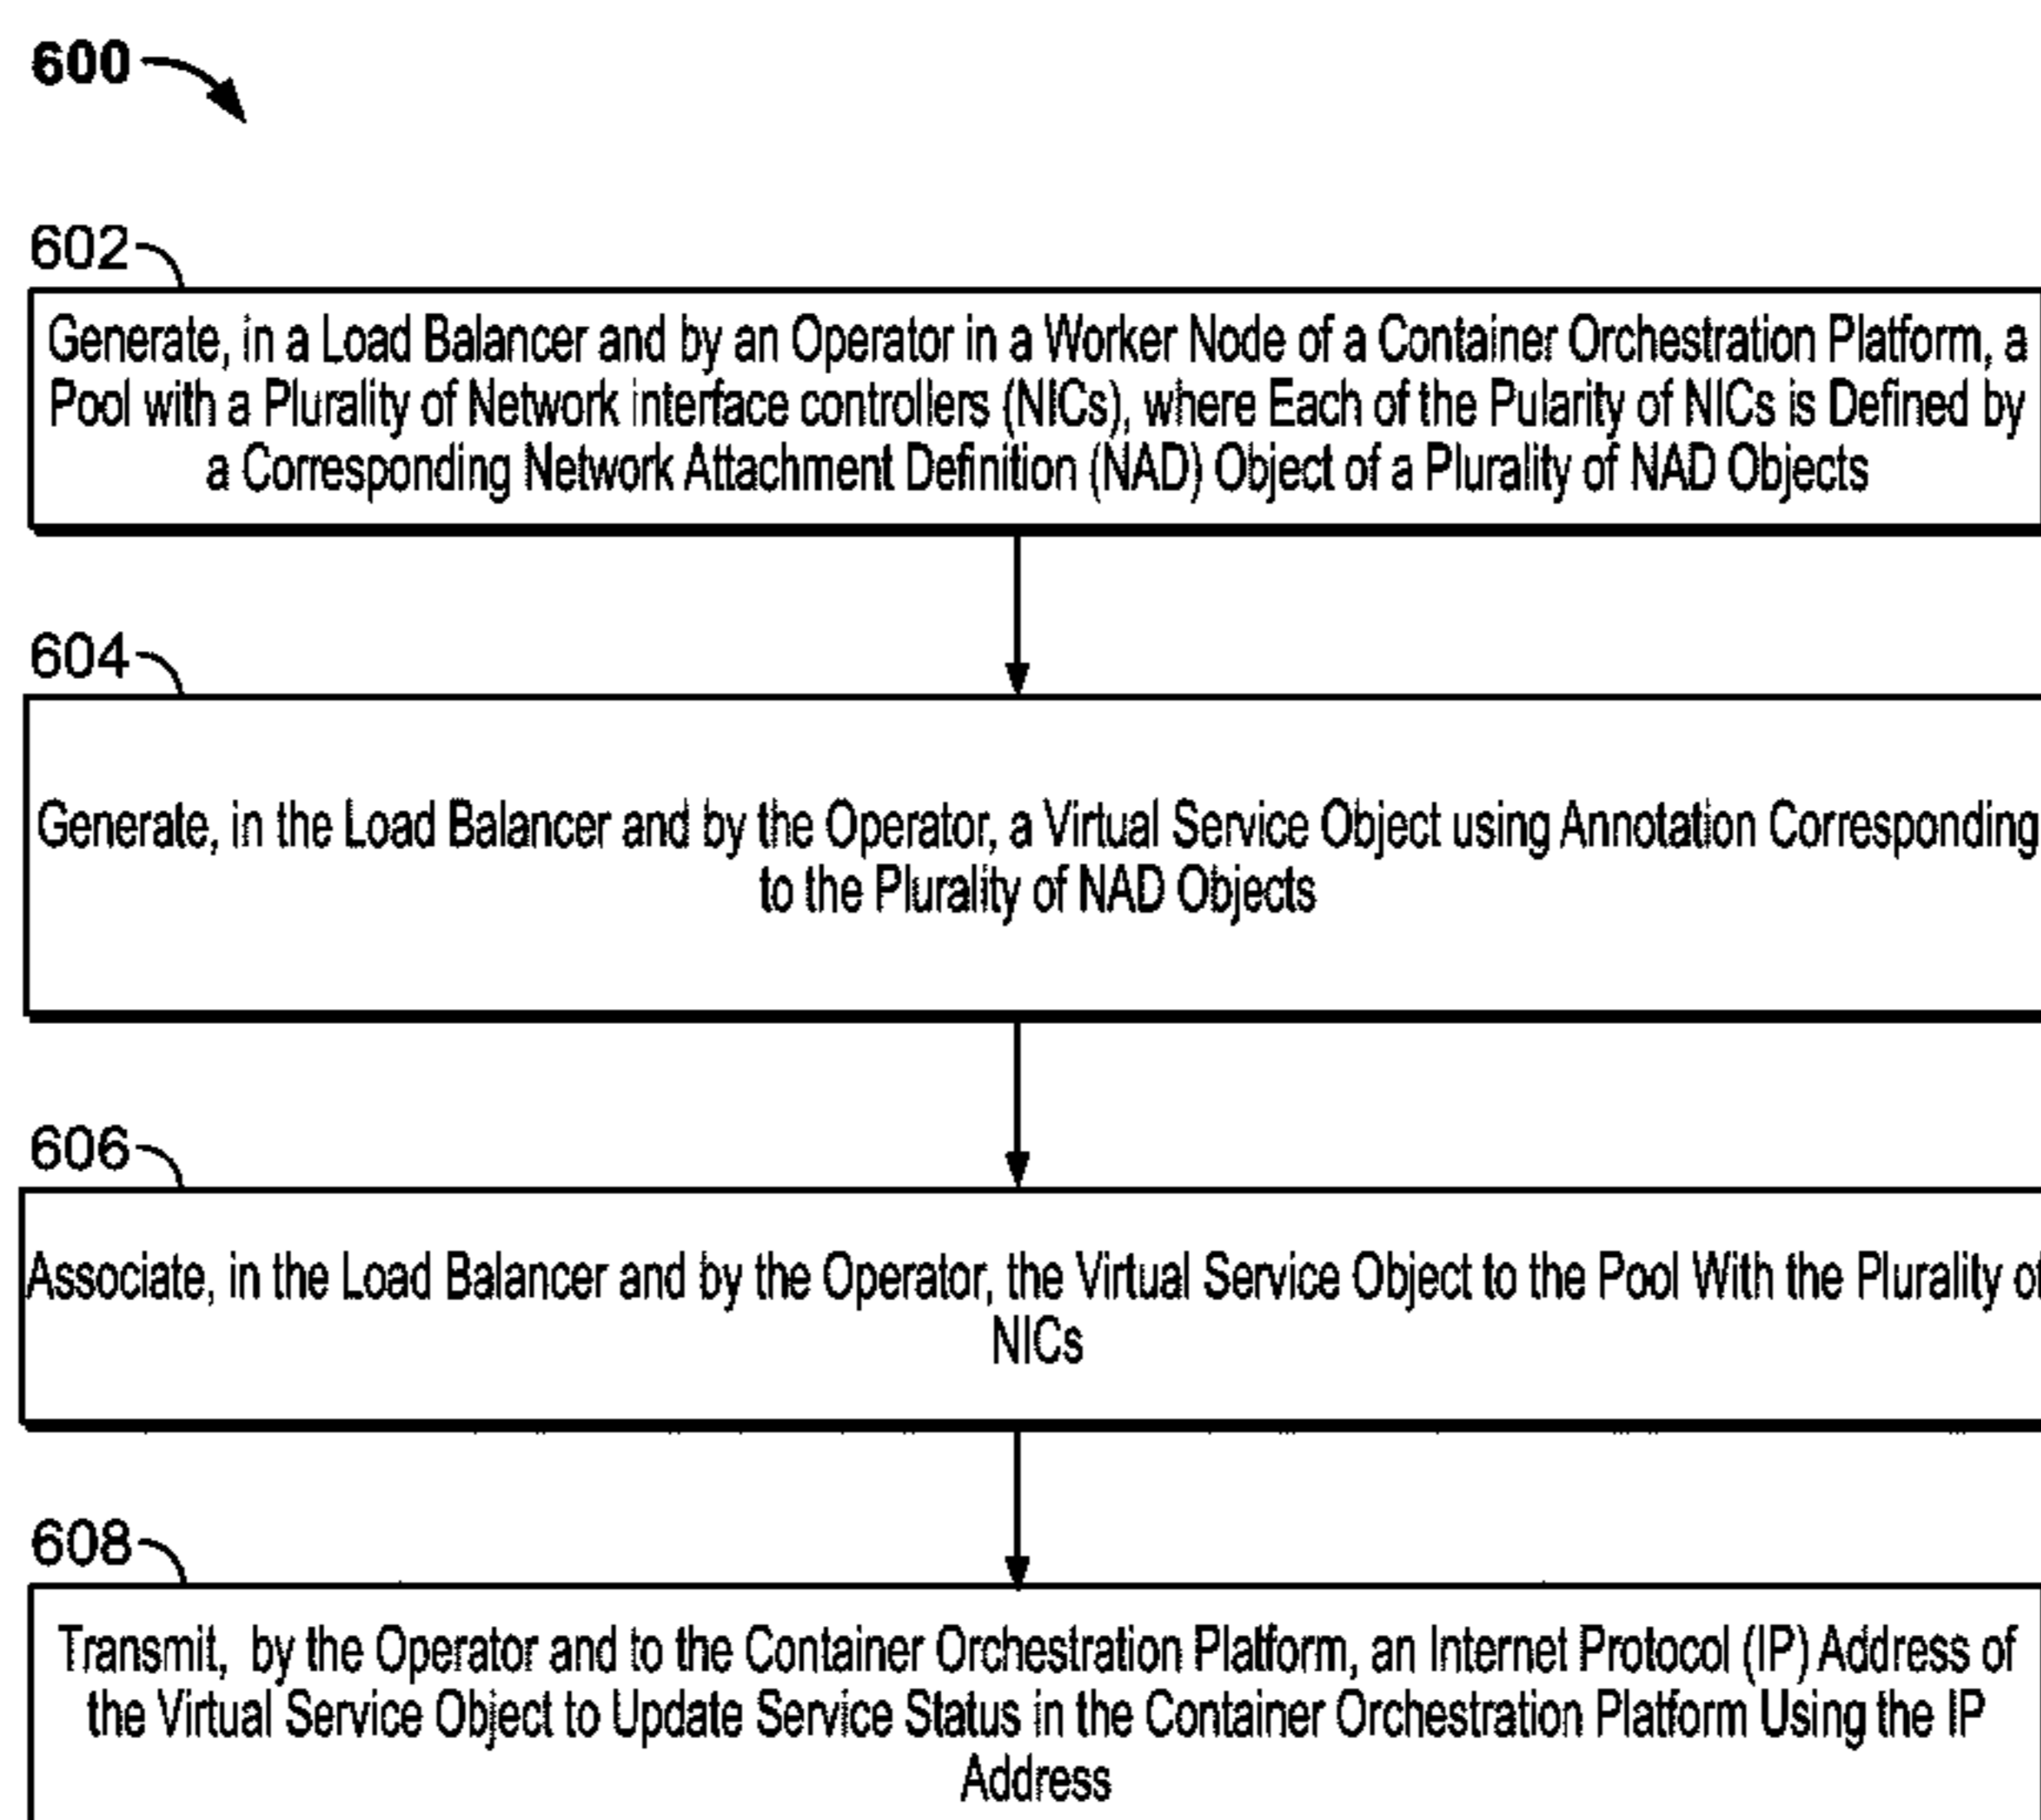 600
602
Generate, in a Load Balancer and by an Operator in a Worker Node of a Container Orchestration Platform, a
Pool with a Plurality of Network interface controllers (NICs), where Each of the Pularity of NICs is Defined by
a Corresponding Network Attachment Definition (NAD) Object of a Plurality of NAD Objects
604
Generate, in the Load Balancer and by the Operator, a Virtual Service Object using Annotation Corresponding
to the Plurality of NAD Objects
606
Associate, in the Load Balancer and by the Operator, the Virtual Service Object to the Pool With the Plurality of
NICs
608
Transmit, by the Operator and to the Container Orchestration Platform, an Internet Protocol (IP) Address of
the Virtual Service Object to Update Service Status in the Container Orchestration Platform Using the IP
Address